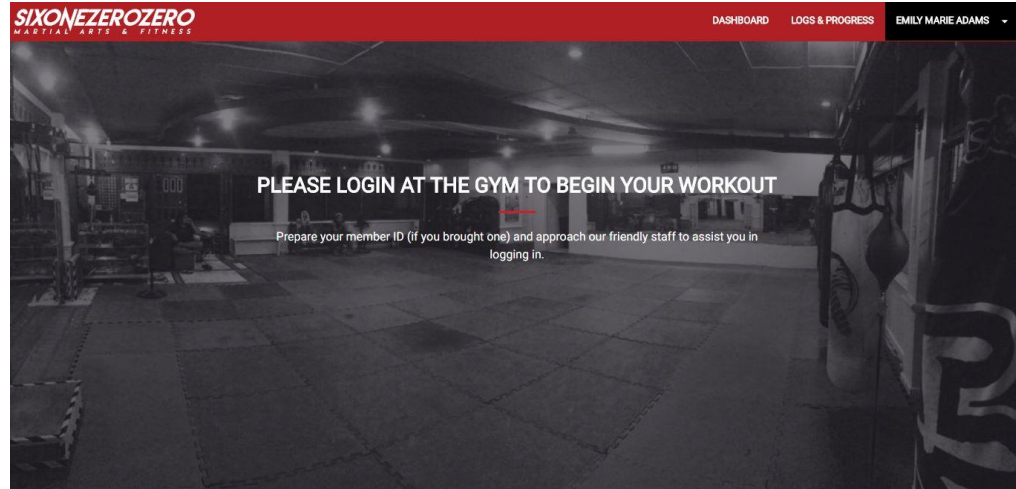 SIXONEZEROZERO
MARTIAL ARTS & FITNESS
DASHBOARD
LOGS & PROGRESS
EMILY MARIE ADAMS
PLEASE LOGIN AT THE GYM TO BEGIN YOUR WORKOUT
Prepare your member ID (if you brought one) and approach our friendly staff to assist you in
logging in.